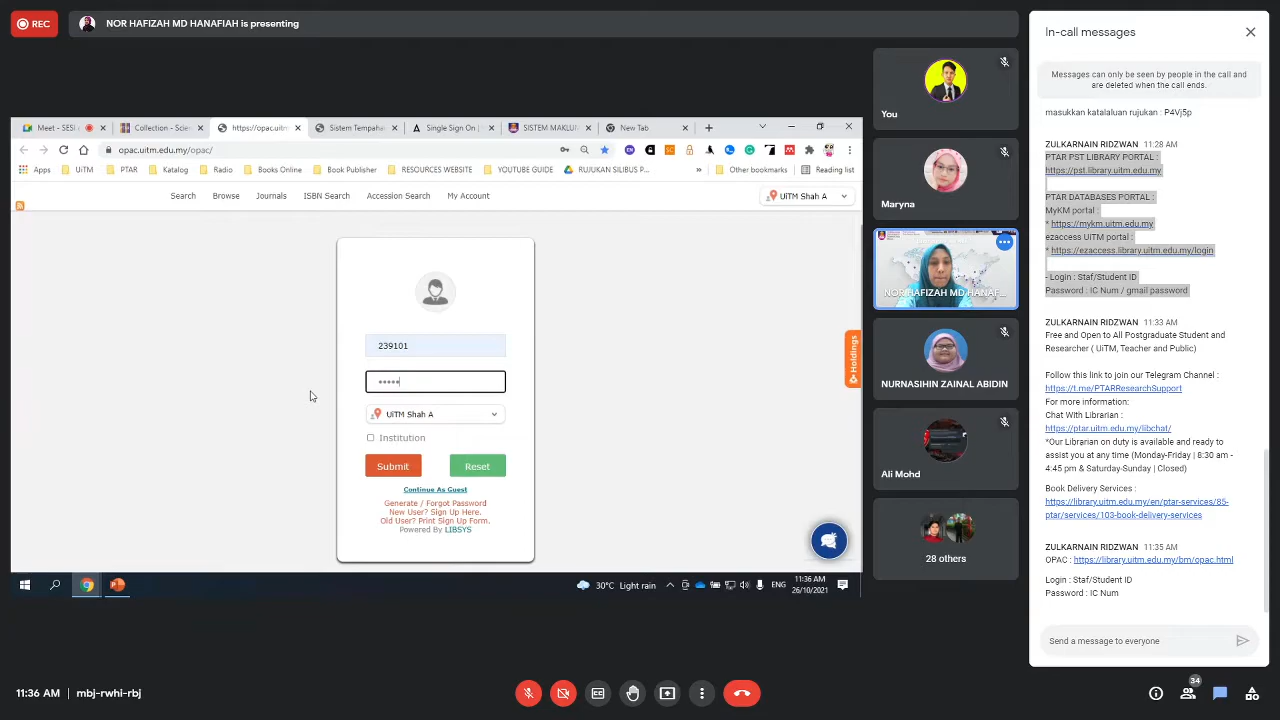 REC
NOR HAFIZAH MD HANAFIAH is presenting
Meet - SESI
Collection - Scien
https://opac.uitm
Sistem Tempaha
Single Sign On |
SISTEM MAKLUM
New Tab
opac.uitm.edu.my/opac/
Apps
UiTM
PTAR
Katalog
Radio
Books Online
Book Publisher
RESOURCES WEBSITE
YOUTUBE GUIDE
RUJUKAN SILIBUS P...
»
Other bookmarks
Reading list
Search
Browse
Journals
ISBN Search
Accession Search
My Account
UiTM Shah A
239101
•••••
UiTM Shah A
Institution
Submit
Reset
Continue As Guest
Generate / Forgot Password
New User? Sign Up Here.
Old User? Print Sign Up Form.
Powered By LIBSYS
Holdings
30°C Light rain
ENG
11:36 AM
26/10/2021
You
Maryna
NOR HAFIZAH MD HANAF...
NURNASIHIN ZAINAL ABIDIN
Ali Mohd
28 others
In-call messages
Messages can only be seen by people in the call and
are deleted when the call ends.
masukkan katalaluan rujukan : P4Vj5p
ZULKARNAIN RIDZWAN 11:28 AM
PTAR PST LIBRARY PORTAL :
https://pst.library.uitm.edu.my
PTAR DATABASES PORTAL :
MyKM portal :
* https://mykm.uitm.edu.my
ezaccess UiTM portal :
* https://ezaccess.library.uitm.edu.my/login
- Login : Staf/Student ID
Password : IC Num / gmail password
ZULKARNAIN RIDZWAN 11:33 AM
Free and Open to All Postgraduate Student and
Researcher ( UiTM, Teacher and Public)
Follow this link to join our Telegram Channel :
https://t.me/PTARResearchSupport
For more information:
Chat With Librarian :
https://ptar.uitm.edu.my/libchat/
*Our Librarian on duty is available and ready to
assist you at any time (Monday-Friday | 8:30 am -
4:45 pm & Saturday-Sunday | Closed)
Book Delivery Services :
https://library.uitm.edu.my/en/ptar-services/85-
ptar/services/103-book-delivery-services
ZULKARNAIN RIDZWAN 11:35 AM
OPAC : https://library.uitm.edu.my/bm/opac.html
Login : Staf/Student ID
Password : IC Num
Send a message to everyone
11:36 AM | mbj-rwhi-rbj
34